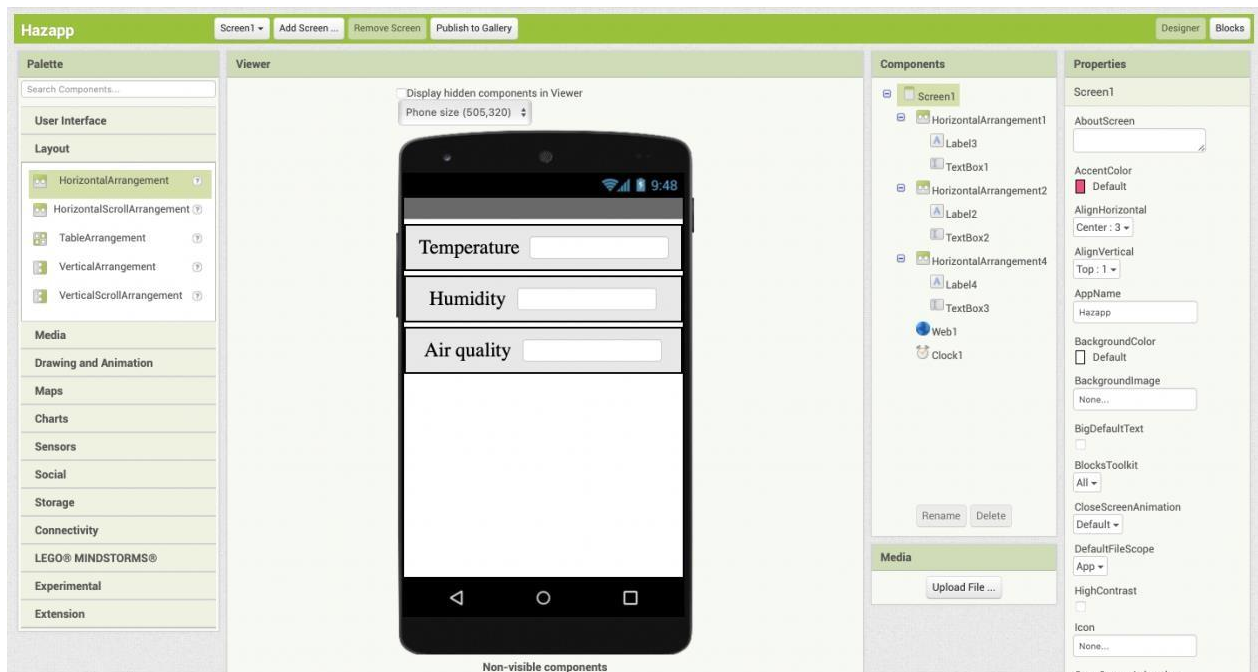 Hazapp
Screen1
Add Screen ...
Remove Screen
Publish to Gallery
Designer
Blocks
Palette
Search Components...
User Interface
Layout
HorizontalArrangement
HorizontalScrollArrangement
TableArrangement
VerticalArrangement
VerticalScrollArrangement
Media
Drawing and Animation
Maps
Charts
Sensors
Social
Storage
Connectivity
LEGO® MINDSTORMS®
Experimental
Extension
Viewer
Display hidden components in Viewer
Phone size (505,320)
9:48
Temperature
Humidity
Air quality
Non-visible components
Components
Screen1
HorizontalArrangement1
Label3
TextBox1
HorizontalArrangement2
Label2
TextBox2
HorizontalArrangement4
Label4
TextBox3
Web1
Clock1
Rename
Delete
Media
Upload File ...
Properties
Screen1
AboutScreen
AccentColor
Default
AlignHorizontal
Center : 3
AlignVertical
Top : 1
AppName
Hazapp
BackgroundColor
Default
BackgroundImage
None...
BigDefaultText
BlocksToolkit
All
CloseScreenAnimation
Default
DefaultFileScope
App
HighContrast
Icon
None...